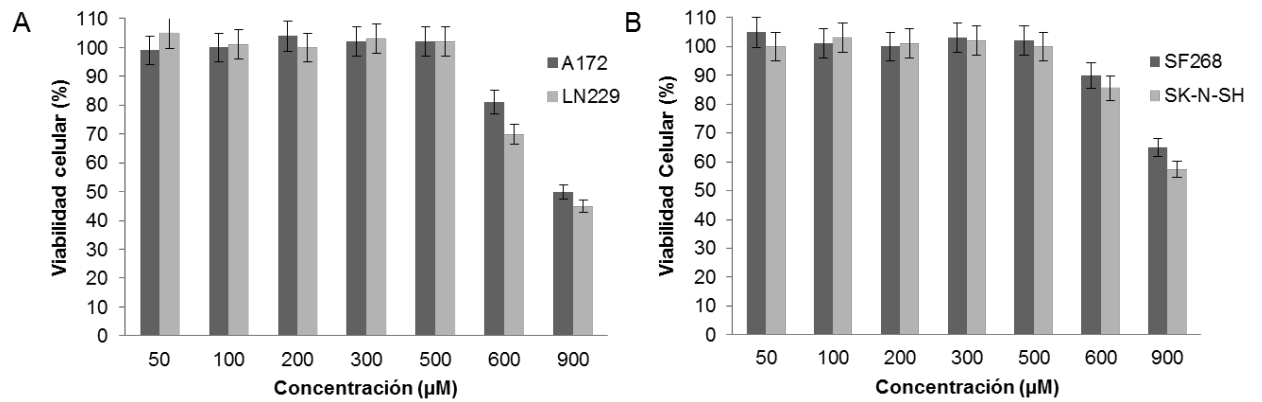 A
Viabilidad celular (%)
110
100
90
80
70
60
50
40
30
20
10
0
A172
LN229
50 100 200 300 500 600 900
Concentración (µM)
B
Viabilidad Celular (%)
110
100
90
80
70
60
50
40
30
20
10
0
SF268
SK-N-SH
50 100 200 300 500 600 900
Concentración (µM)